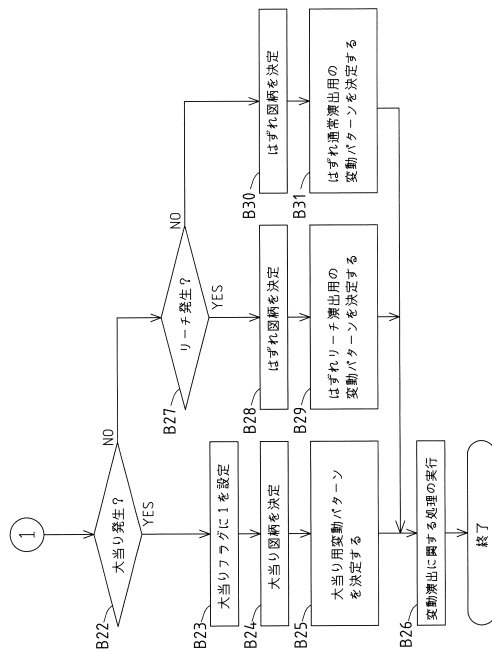 1
B22
大当り発生?
NO
YES
B23
大当りフラグに1を設定
B24
大当り図柄を決定
B25
大当り用変動パターン
を決定する
B26
変動演出に関する処理の実行
終了
B27
リーチ発生?
NO
YES
B28
はずれ図柄を決定
B29
はずれリーチ演出用の
変動パターンを決定する
B30
はずれ図柄を決定
B31
はずれ通常演出用の
変動パターンを決定する